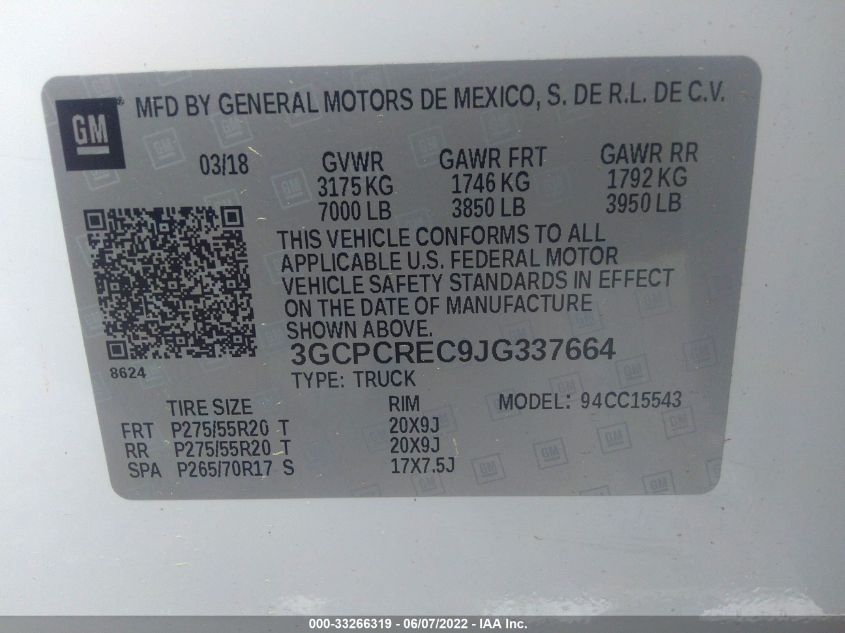 GM ® MFD BY GENERAL MOTORS DE MEXICO, S. DE R.L. DE C.V.
03/18 GVWR GAWR FRT GAWR RR
3175 KG 1746 KG 1792 KG
7000 LB 3850 LB 3950 LB
THIS VEHICLE CONFORMS TO ALL
APPLICABLE U.S. FEDERAL MOTOR
VEHICLE SAFETY STANDARDS IN EFFECT
ON THE DATE OF MANUFACTURE
SHOWN ABOVE.
3GCPCREC9JG337664
8624
TYPE: TRUCK
TIRE SIZE RIM MODEL: 94CC15543
FRT P275/55R20 T 20X9J
RR P275/55R20 T 20X9J
SPA P265/70R17 S 17X7.5J
000-33266319 - 06/07/2022 - IAA Inc.